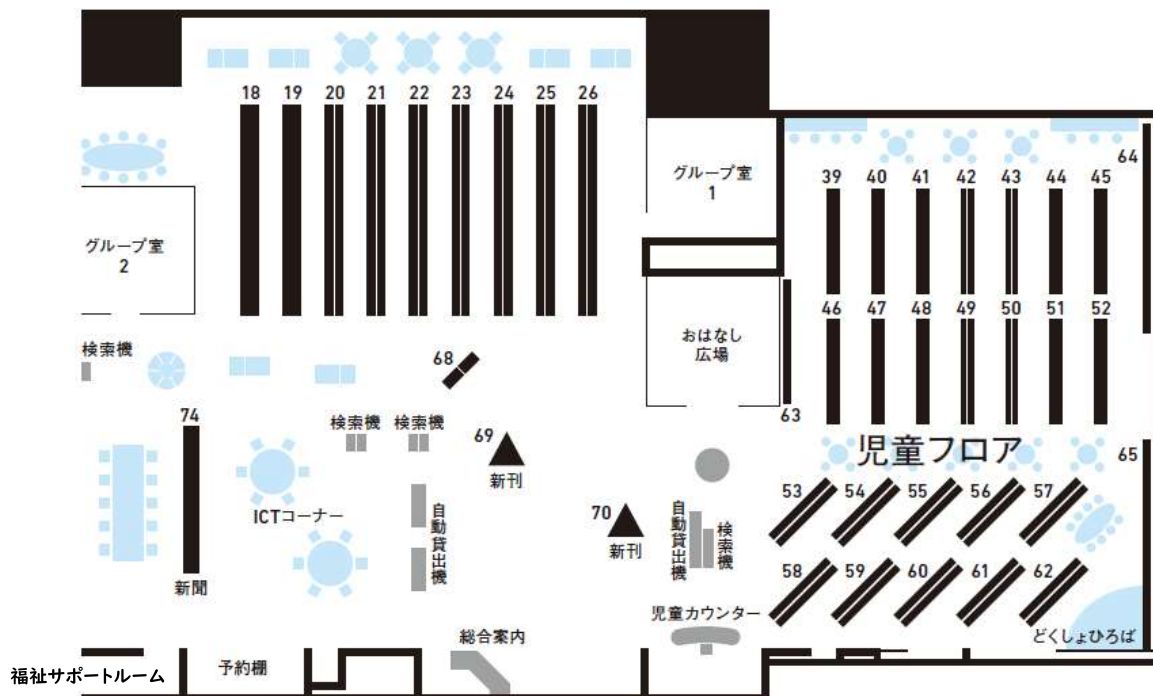 18 19 20 21 22 23 24 25 26
グループ室
1
64
39 40 41 42 43 44 45
グループ室
2
46 47 48 49 50 51 52
おはなし
広場
検索機
68
63
74
検索機 検索機
69
新刊
児童フロア
65
53 54 55 56 57
ICTコーナー
自動貸出機
70
新刊
自動貸出機
検索機
新聞
58 59 60 61 62
児童カウンター
総合案内
どくしょひろば
福祉サポートルーム
予約棚